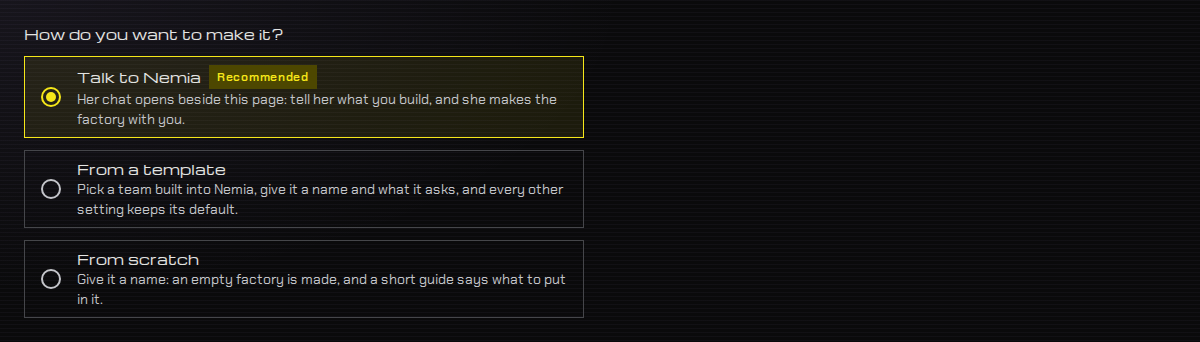 How do you want to make it?
Talk to Nemia Recommended
Her chat opens beside this page: tell her what you build, and she makes the
factory with you.
From a template
Pick a team built into Nemia, give it a name and what it asks, and every other
setting keeps its default.
From scratch
Give it a name: an empty factory is made, and a short guide says what to put
in it.